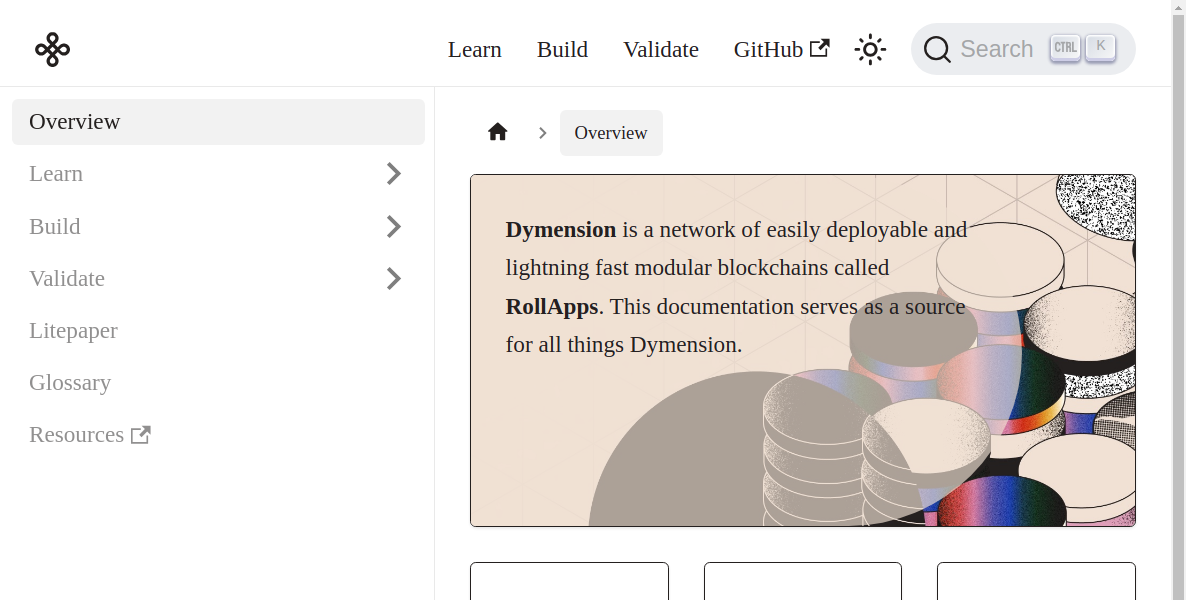 Learn Build Validate GitHub Search CTRL K
Overview
Learn
Build
Validate
Litepaper
Glossary
Resources
Overview
Dymension is a network of easily deployable and
lightning fast modular blockchains called
RollApps. This documentation serves as a source
for all things Dymension.